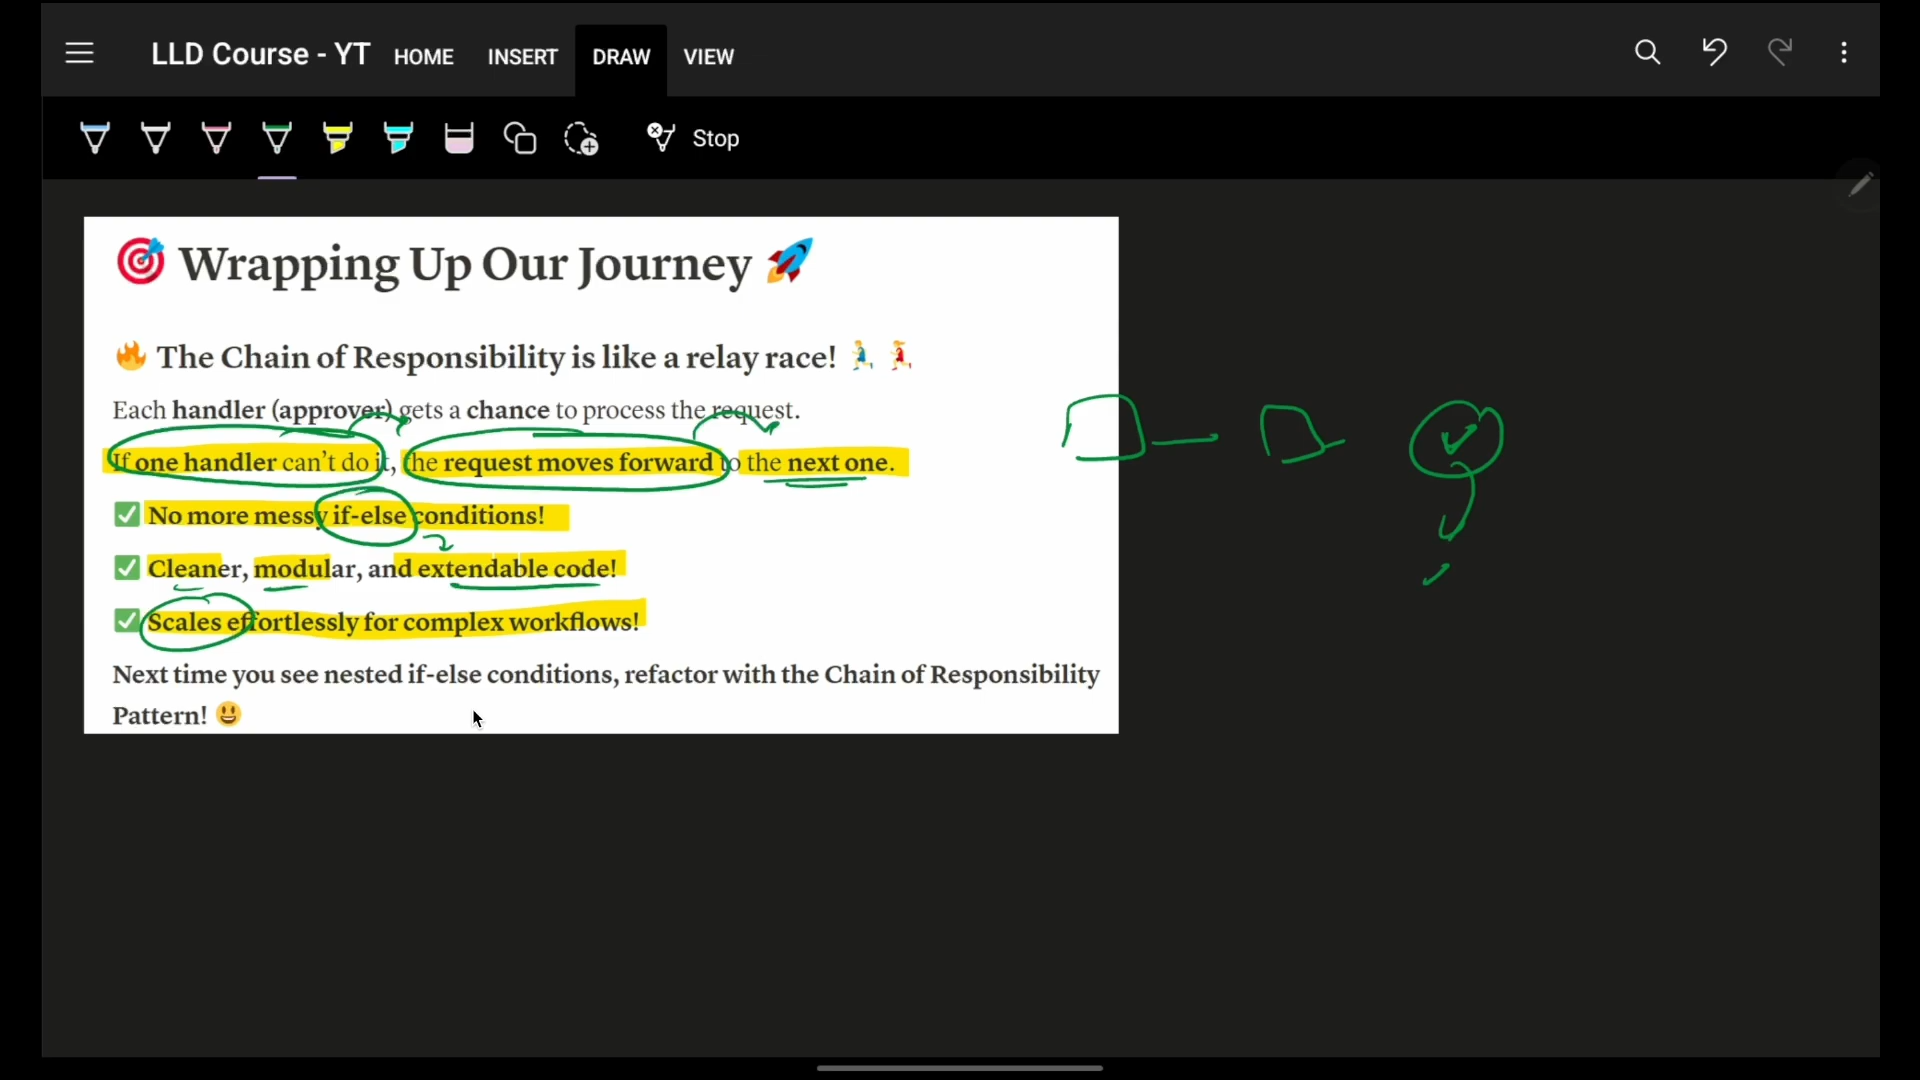 LLD Course - YT HOME INSERT DRAW VIEW
Stop
🎯 Wrapping Up Our Journey 🚀
🔥 The Chain of Responsibility is like a relay race! 🏃‍♂️ 🏃‍♀️
Each handler (approver) gets a chance to process the request.
If one handler can’t do it, the request moves forward to the next one.
✅ No more messy if-else conditions!
✅ Cleaner, modular, and extendable code!
✅ Scales effortlessly for complex workflows!
Next time you see nested if-else conditions, refactor with the Chain of Responsibility
Pattern! 😃